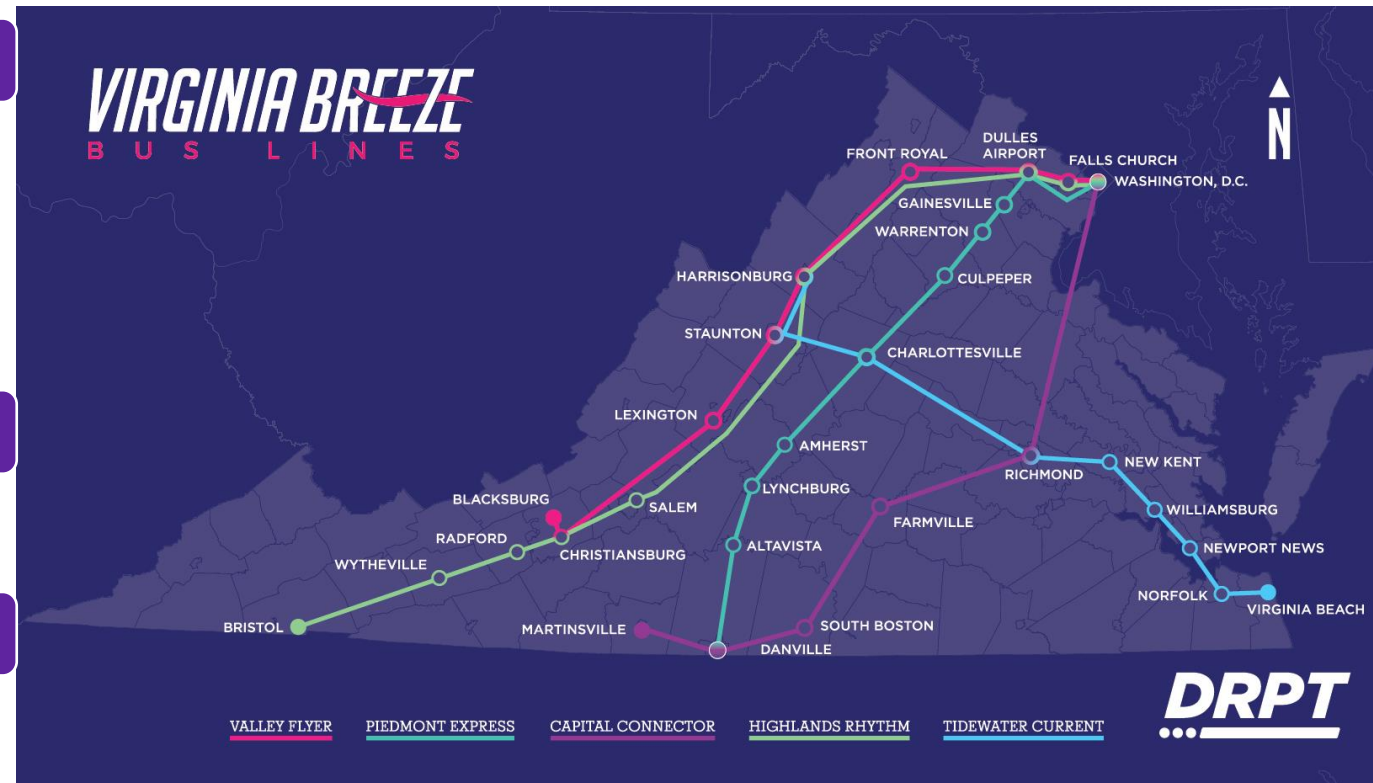 VIRGINIA BREEZE
BUS LINES
N
DULLES
AIRPORT
FRONT ROYAL
FALLS CHURCH
WASHINGTON, D.C.
GAINESVILLE
WARRENTON
HARRISONBURG
CULPEPER
STAUNTON
CHARLOTTESVILLE
LEXINGTON
AMHERST
NEW KENT
RICHMOND
LYNCHBURG
BLACKSBURG
SALEM
WILLIAMSBURG
FARMVILLE
RADFORD
ALTAVISTA
NEWPORT NEWS
CHRISTIANSBURG
WYTHEVILLE
NORFOLK
VIRGINIA BEACH
BRISTOL
MARTINSVILLE
SOUTH BOSTON
DANVILLE
DRPT
VALLEY FLYER
PIEDMONT EXPRESS
CAPITAL CONNECTOR
HIGHLANDS RHYTHM
TIDEWATER CURRENT